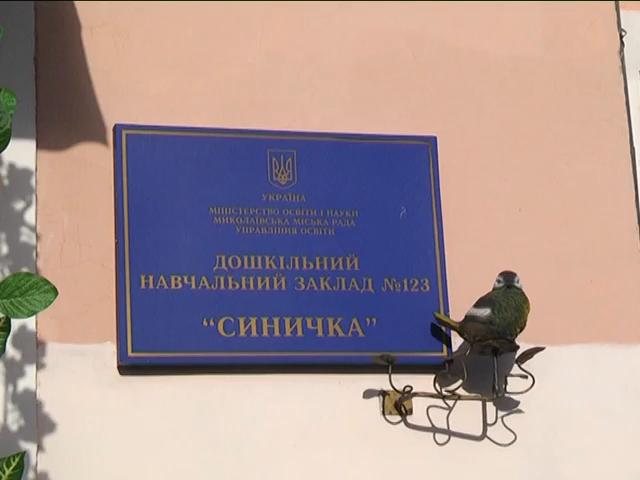 УКРАЇНА
МІНІСТЕРСТВО ОСВІТИ І НАУКИ
МИКОЛАЇВСЬКА МІСЬКА РАДА
УПРАВЛІННЯ ОСВІТИ
ДОШКІЛЬНИЙ
НАВЧАЛЬНИЙ ЗАКЛАД №123
“СИНИЧКА”